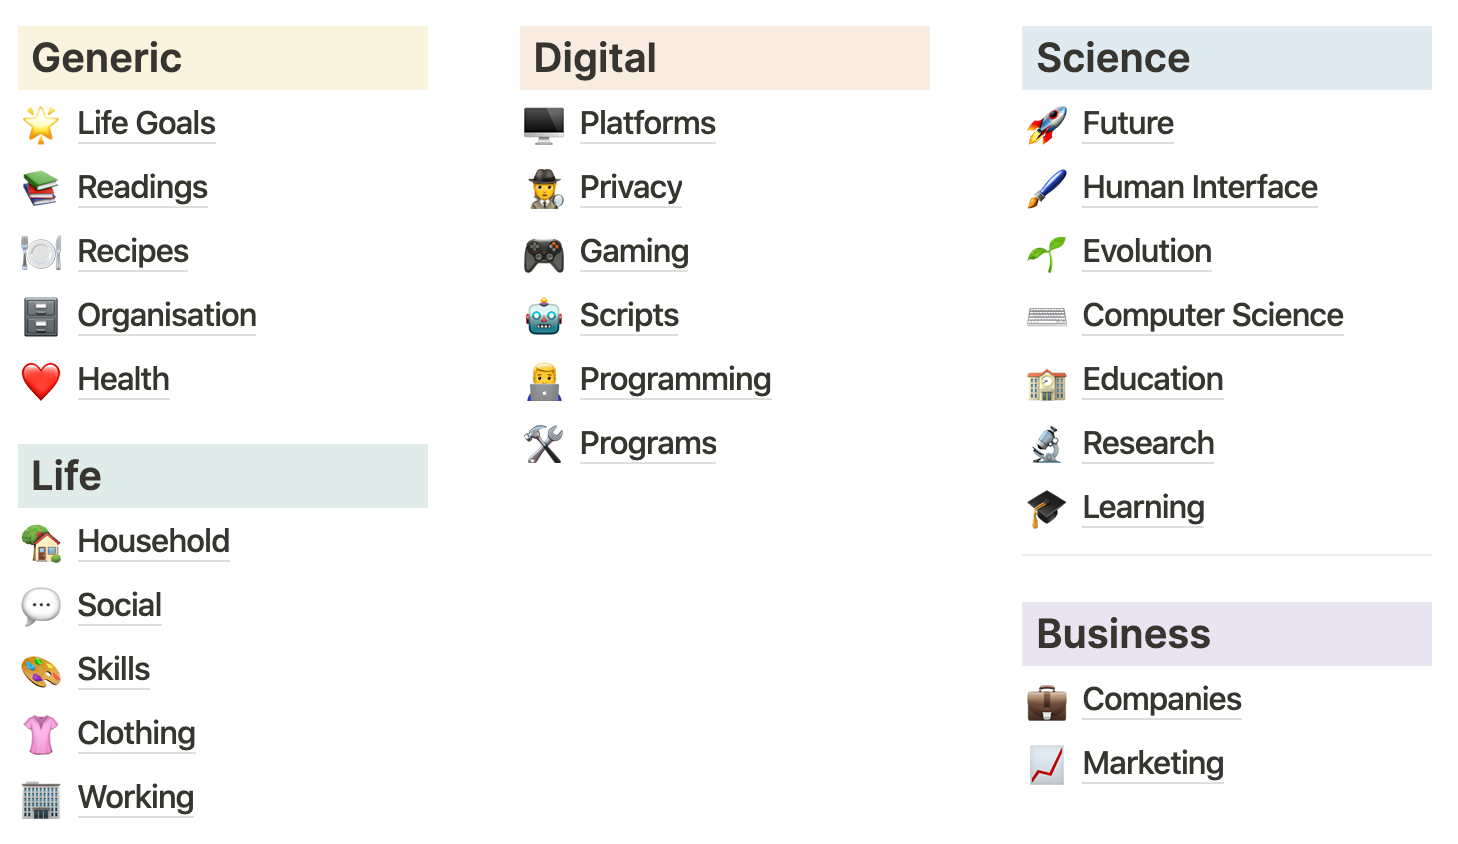 Generic
Life Goals
Readings
Recipes
Organisation
Health
Life
Household
Social
Skills
Clothing
Working
Digital
Platforms
Privacy
Gaming
Scripts
Programming
Programs
Science
Future
Human Interface
Evolution
Computer Science
Education
Research
Learning
Business
Companies
Marketing